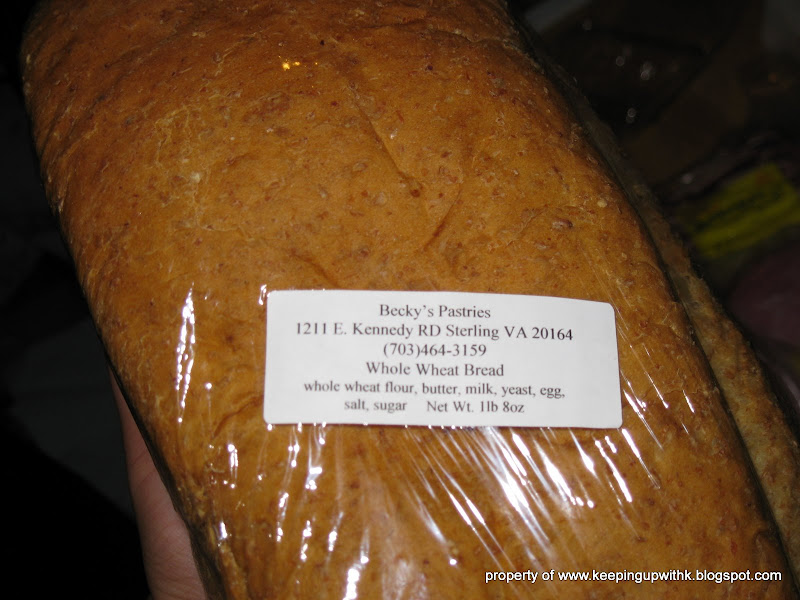 Becky's Pastries
1211 E. Kennedy RD Sterling VA 20164
(703)464-3159
Whole Wheat Bread
whole wheat flour, butter, milk, yeast, egg,
salt, sugar Net Wt. 1lb 8oz
property of www.keepingupwithk.blogspot.com